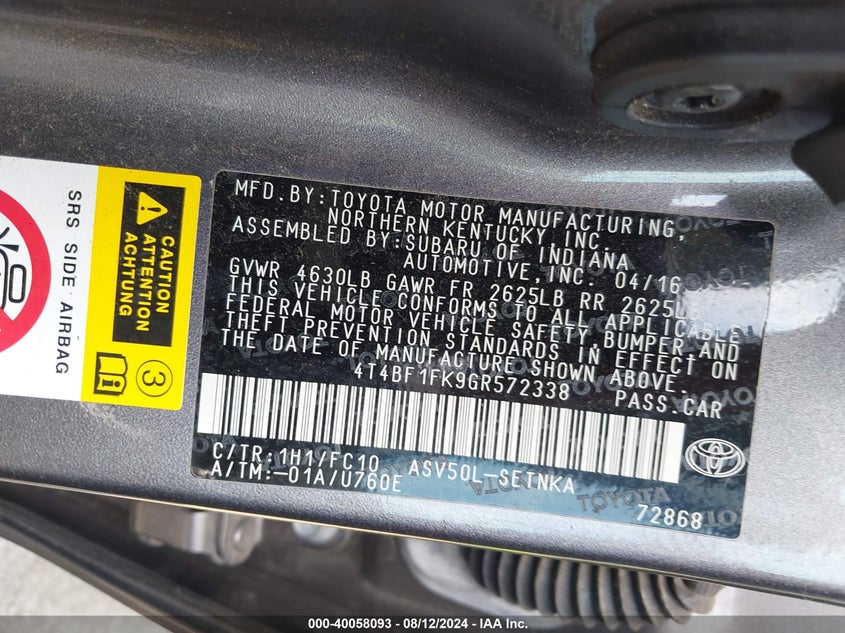 SRS SIDE AIRBAG
CAUTION
ATTENTION
ACHTUNG
3
MFD.BY:TOYOTA MOTOR MANUFACTURING,
NORTHERN KENTUCKY,INC.
ASSEMBLED BY:SUBARU OF INDIANA
AUTOMOTIVE,INC. 04/16
GVWR 4630LB GAWR FR 2625LB RR 2625LB
THIS VEHICLE CONFORMS TO ALL APPLICABLE
FEDERAL MOTOR VEHICLE SAFETY,BUMPER,AND
THEFT PREVENTION STANDARDS IN EFFECT ON
THE DATE OF MANUFACTURE SHOWN ABOVE.
4T4BF1FK9GR572338 PASS.CAR
C/TR:1H1/FC10 ASV50L-SETNKA
A/TM:-01A/U760E
TOYOTA
72868
000-40058093 - 08/12/2024 - IAA Inc.